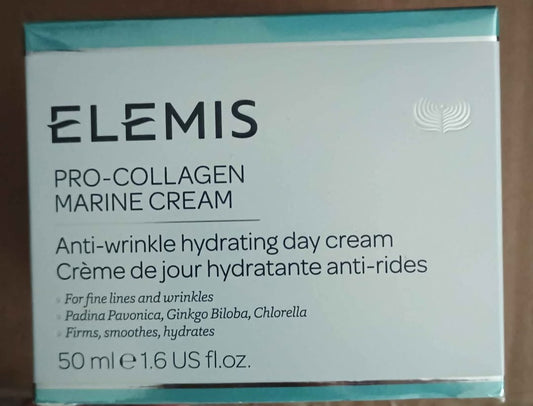 ELEMIS
PRO-COLLAGEN
MARINE CREAM
Anti-wrinkle hydrating day cream
Crème de jour hydratante anti-rides
For fine lines and wrinkles
Padina Pavonica, Ginkgo Biloba, Chlorella
Firms, smoothes, hydrates
50 ml ℮ 1.6 US fl.oz.